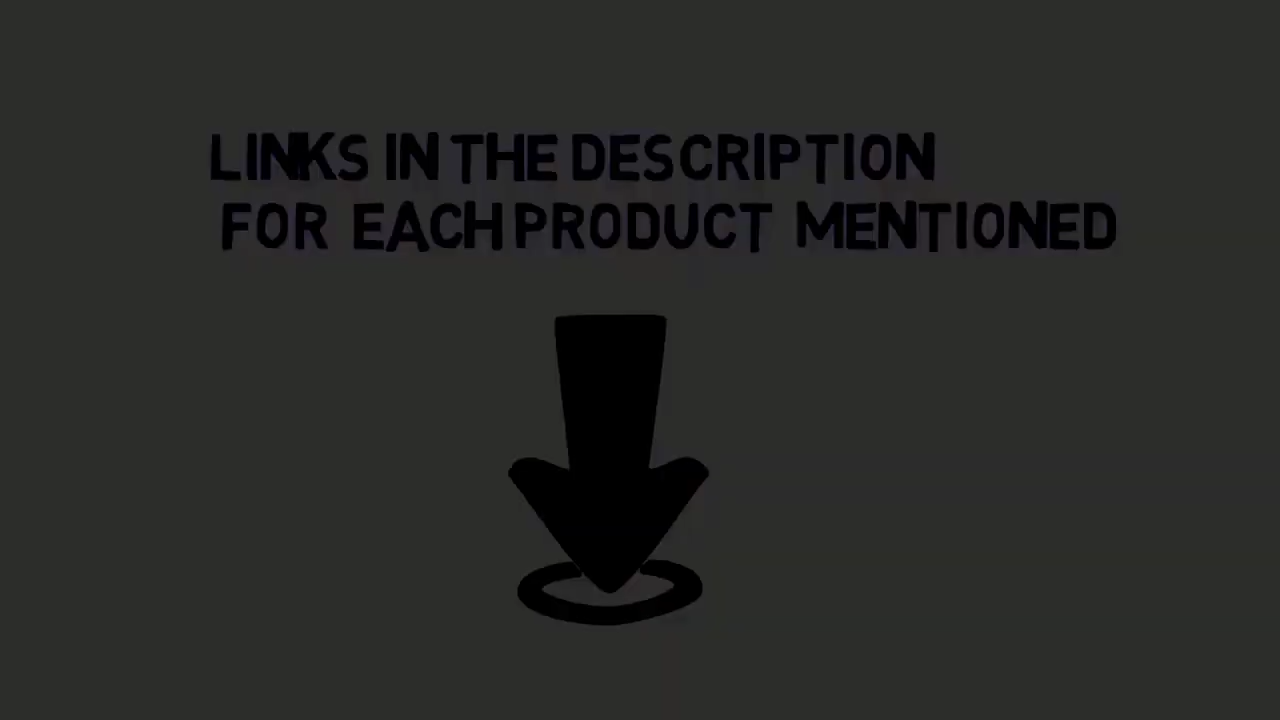 LINKS IN THE DESCRIPTION
FOR EACH PRODUCT MENTIONED